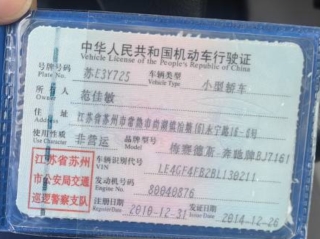 中华人民共和国机动车行驶证
Vehicle License of the People's Republic of China
号牌号码 苏E3Y725 车辆类型 小型轿车
Plate No. Vehicle Type
所有人 范佳敏
Owner
住址 江苏省苏州市常熟市
Address
使用性质 非营运 品牌型号 梅赛德斯-奔驰牌BJ7161
Use Character Model
江苏省苏州
市公安局交通
巡逻警察支队
车辆识别代号 LE4GF4FB2BL130211
VIN
发动机号码 80040876
Engine No.
注册日期 2010-12-31 发证日期 2014-12-26
Register Date Issue Date